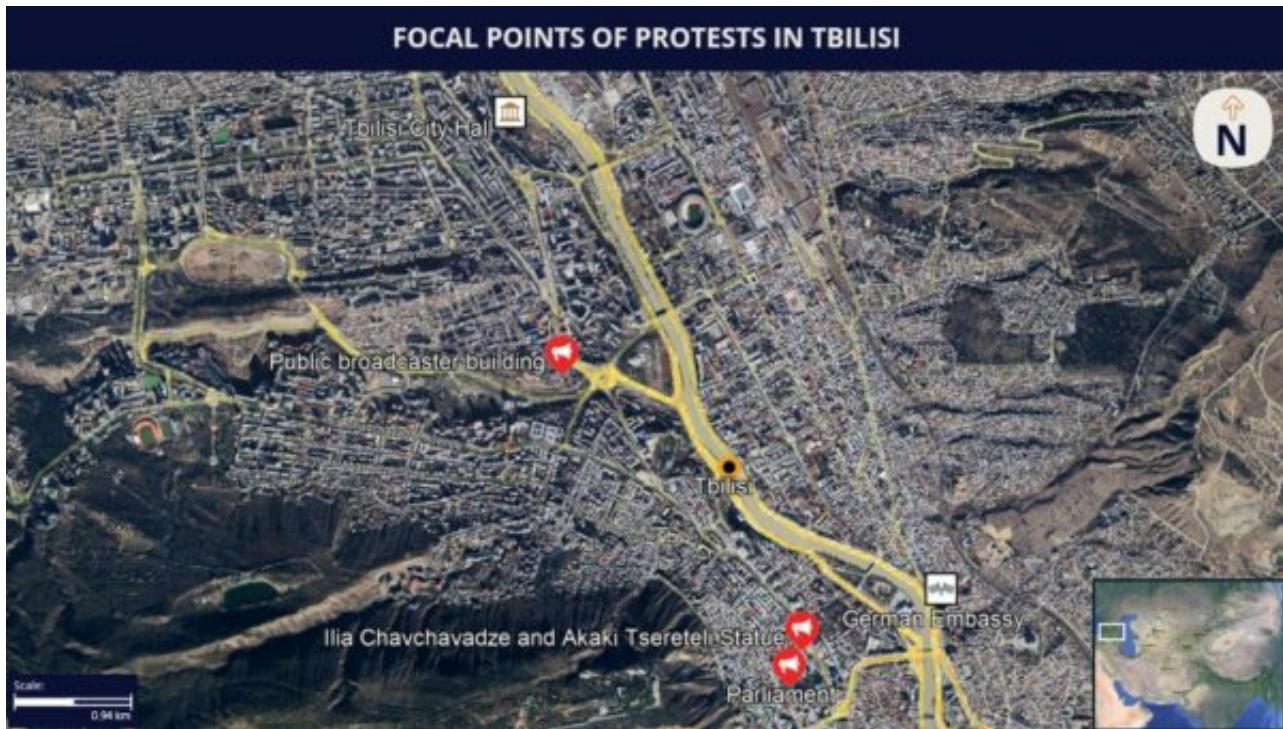 FOCAL POINTS OF PROTESTS IN TBILISI
N
Tbilisi City Hall
Public broadcaster building
Tbilisi
German Embassy
Ilia Chavchavadze and Akaki Tsereteli Statue
Parliament
Scale:
0.94 km